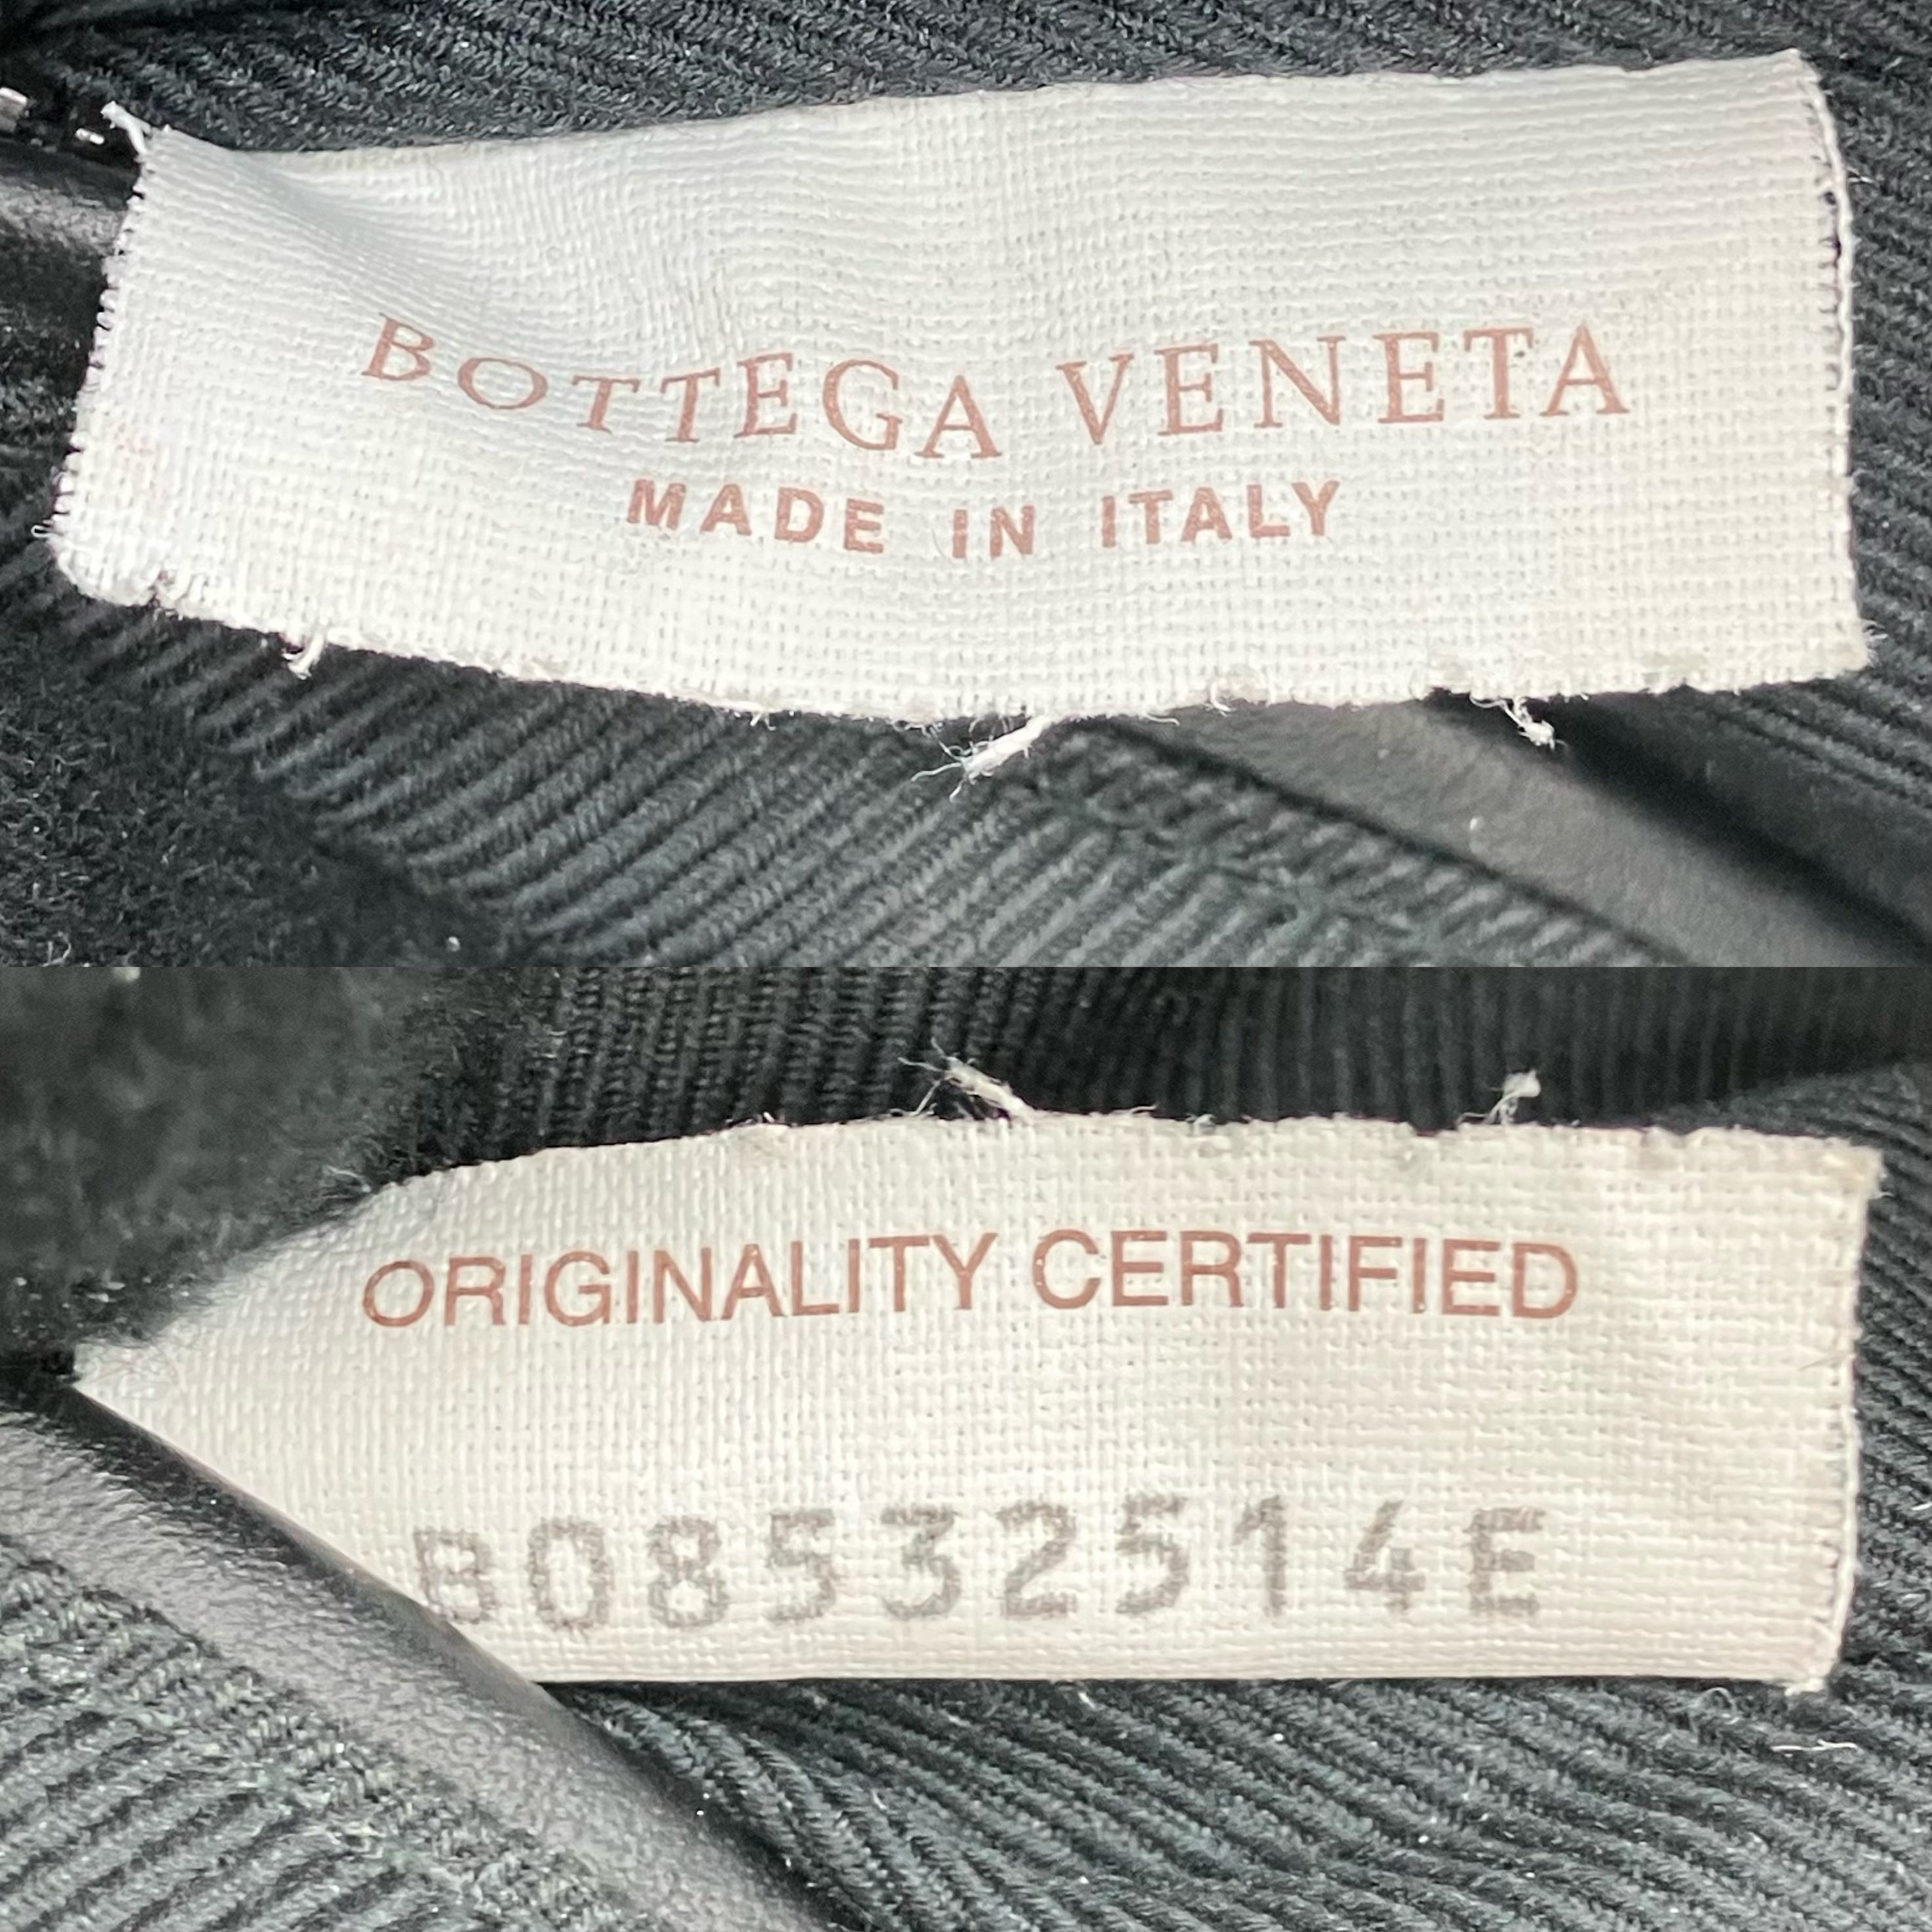 BOTTEGA VENETA
MADE IN ITALY
ORIGINALITY CERTIFIED
B08532514E